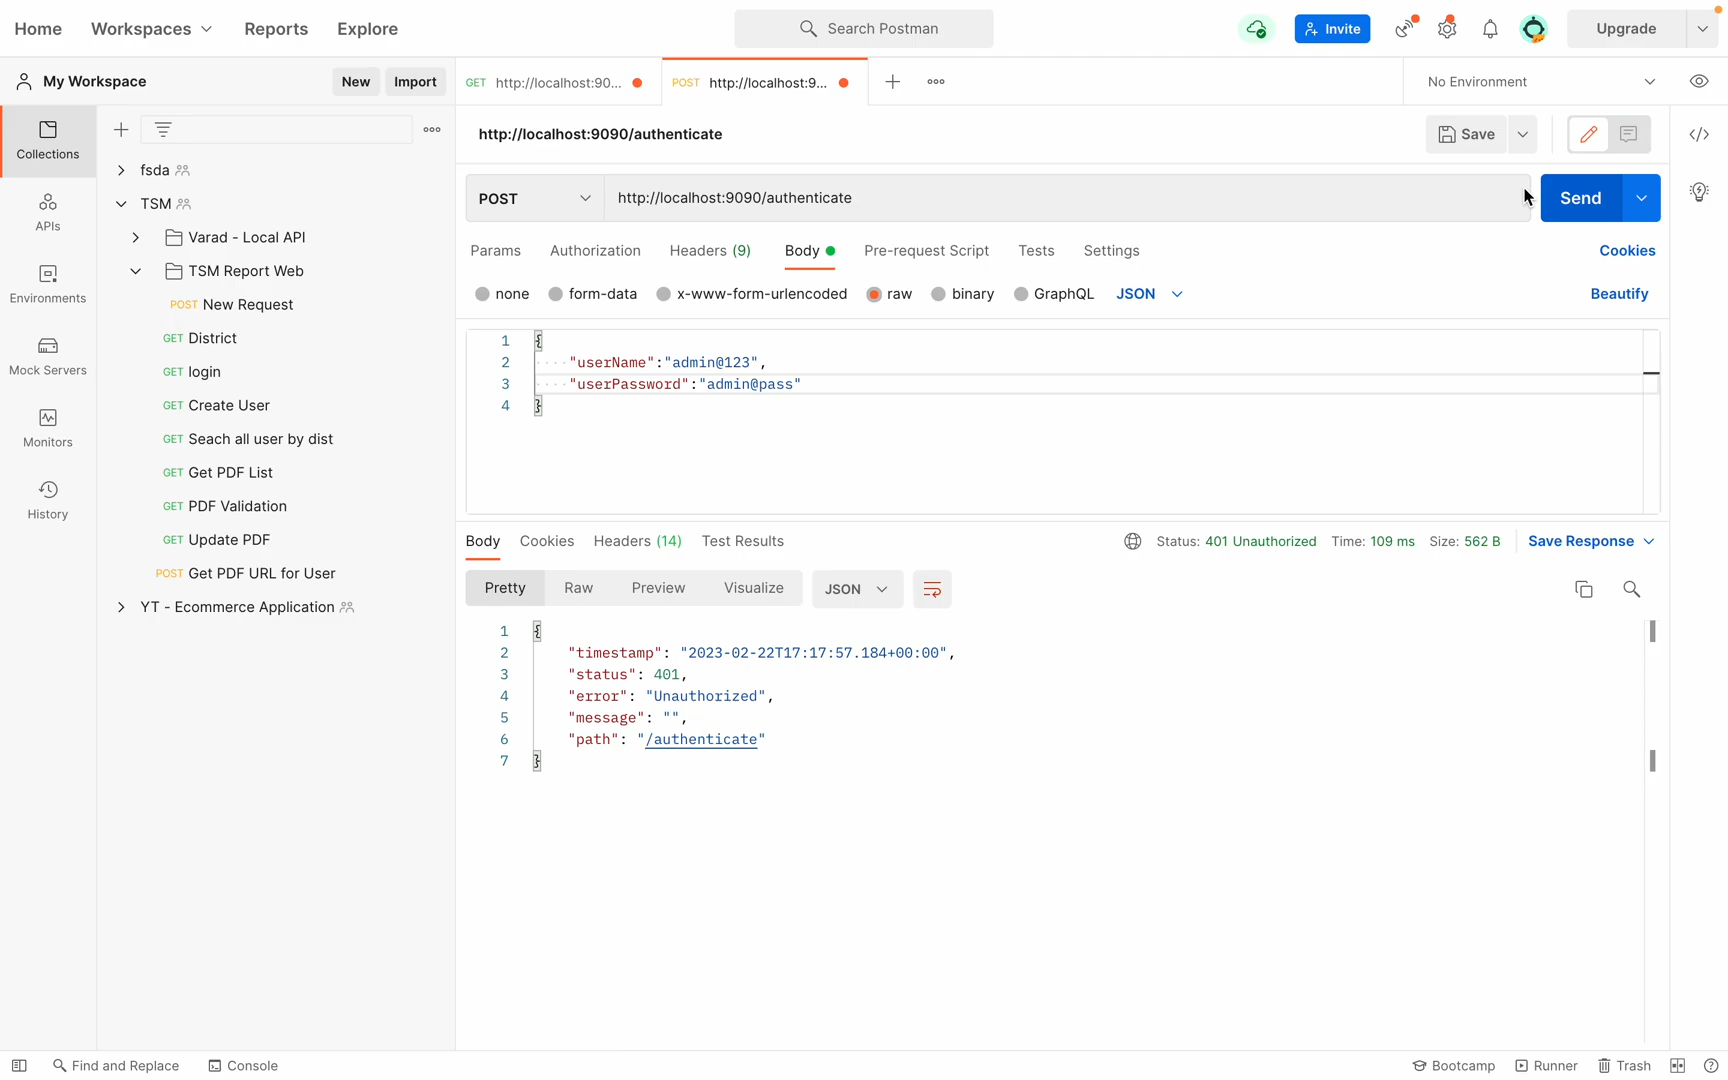 Home Workspaces Reports Explore Search Postman Invite Upgrade
My Workspace New Import GET http://localhost:90... POST http://localhost:9... No Environment
Collections
APIs
Environments
Mock Servers
Monitors
History
fsda
TSM
Varad - Local API
TSM Report Web
POST New Request
GET District
GET login
GET Create User
GET Seach all user by dist
GET Get PDF List
GET PDF Validation
GET Update PDF
POST Get PDF URL for User
YT - Ecommerce Application
http://localhost:9090/authenticate Save
POST http://localhost:9090/authenticate Send
Params Authorization Headers (9) Body Pre-request Script Tests Settings Cookies
none form-data x-www-form-urlencoded raw binary GraphQL JSON Beautify
1 {
2 "userName":"admin@123",
3 "userPassword":"admin@pass"
4 }
Body Cookies Headers (14) Test Results Status: 401 Unauthorized Time: 109 ms Size: 562 B Save Response
Pretty Raw Preview Visualize JSON
1 {
2 "timestamp": "2023-02-22T17:17:57.184+00:00",
3 "status": 401,
4 "error": "Unauthorized",
5 "message": "",
6 "path": "/authenticate"
7 }
Find and Replace Console Bootcamp Runner Trash